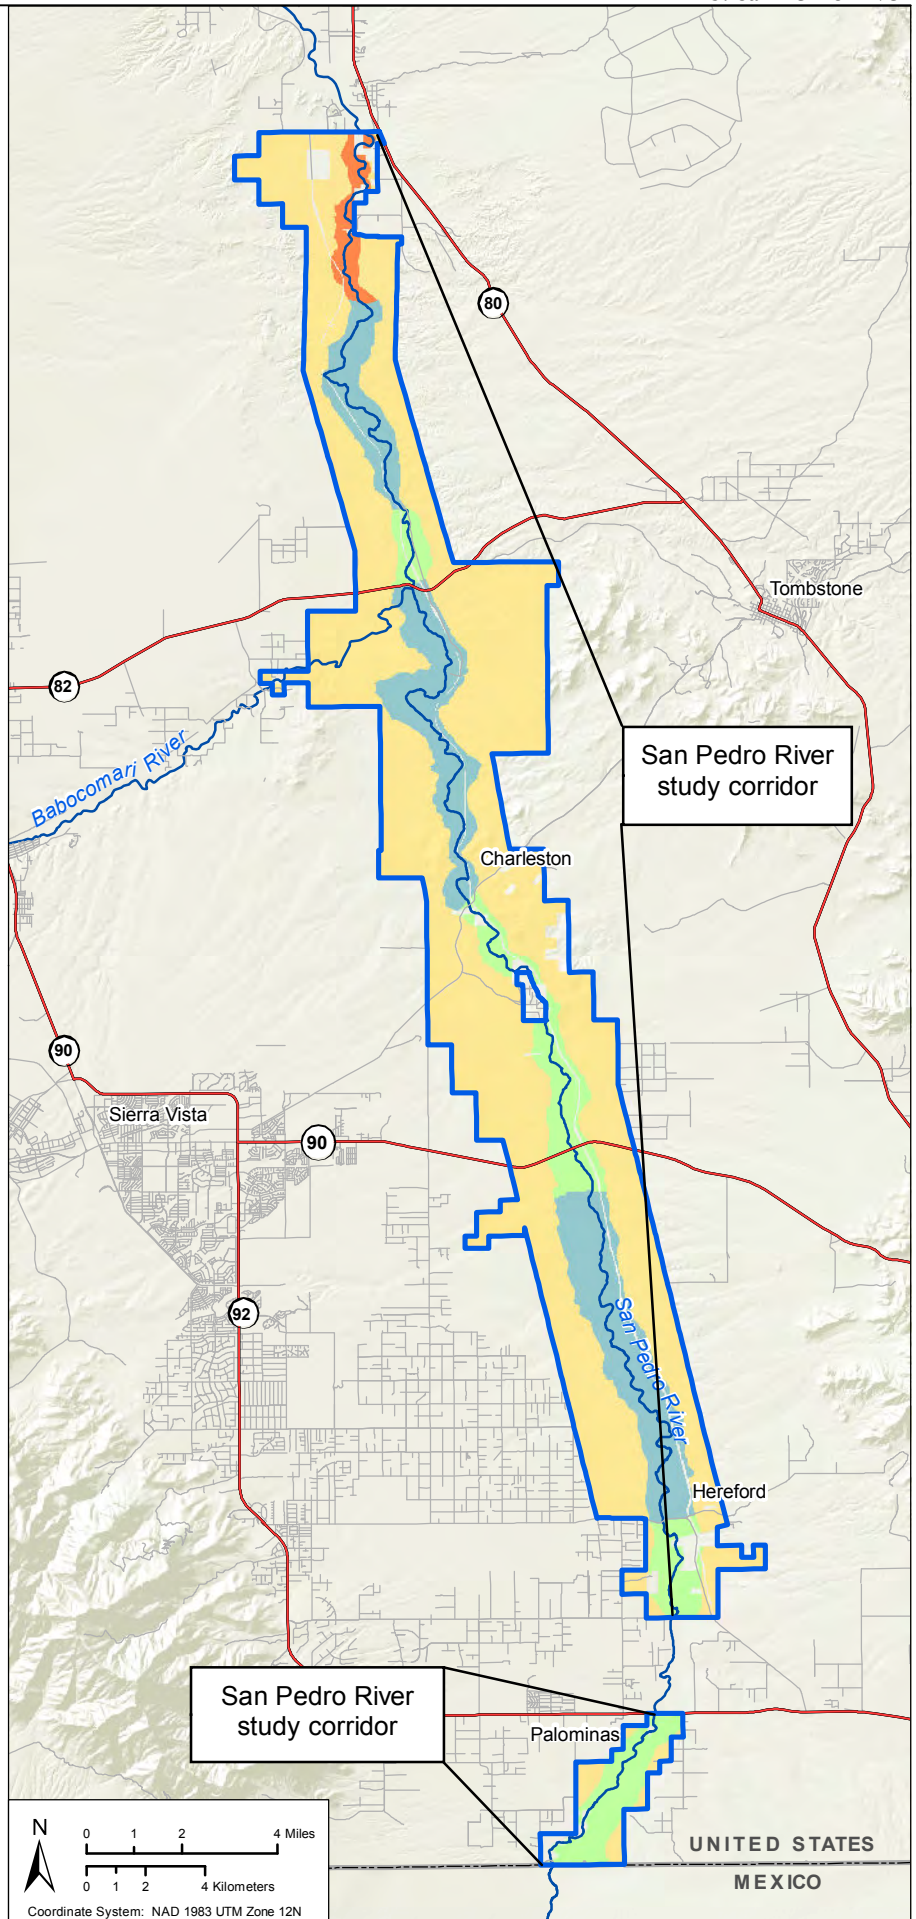 80
Tombstone
82
Babocomari River
San Pedro River
study corridor
Charleston
90
Sierra Vista
90
92
San Pedro River
Hereford
San Pedro River
study corridor
Palominas
N
0 1 2 4 Miles
0 1 2 4 Kilometers
Coordinate System: NAD 1983 UTM Zone 12N
UNITED STATES
MEXICO